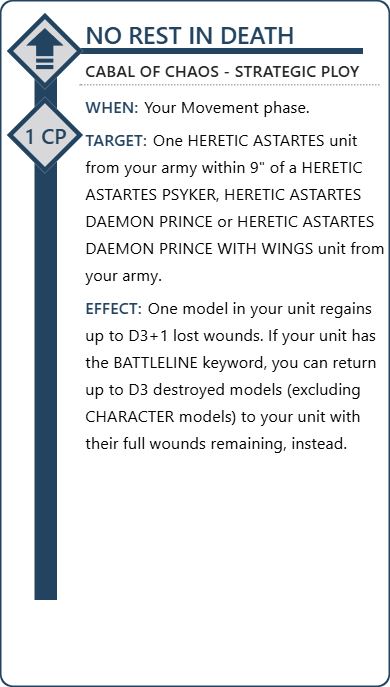 NO REST IN DEATH
CABAL OF CHAOS - STRATEGIC PLOY
WHEN: Your Movement phase.
1 CP
TARGET: One HERETIC ASTARTES unit
from your army within 9" of a HERETIC
ASTARTES PSYKER, HERETIC ASTARTES
DAEMON PRINCE or HERETIC ASTARTES
DAEMON PRINCE WITH WINGS unit from
your army.
EFFECT: One model in your unit regains
up to D3+1 lost wounds. If your unit has
the BATTLELINE keyword, you can return
up to D3 destroyed models (excluding
CHARACTER models) to your unit with
their full wounds remaining, instead.